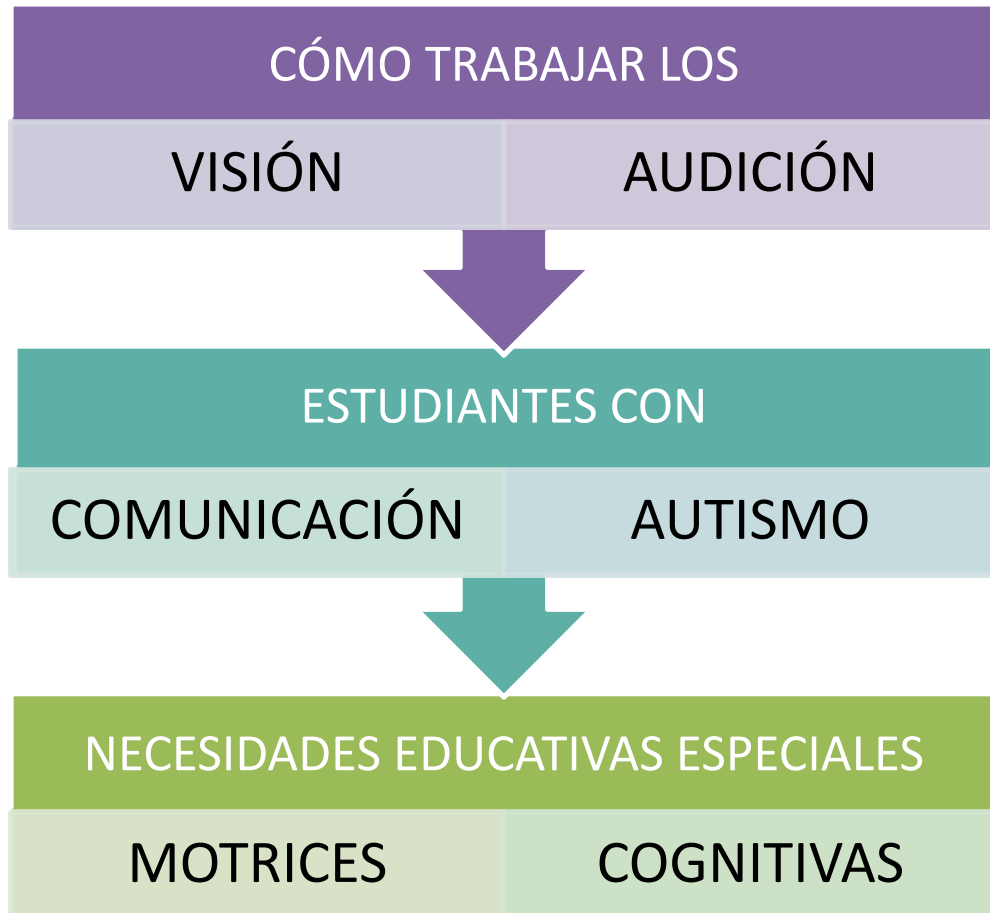 CÓMO TRABAJAR LOS
VISIÓN
AUDICIÓN
ESTUDIANTES CON
COMUNICACIÓN
AUTISMO
NECESIDADES EDUCATIVAS ESPECIALES
MOTRICES
COGNITIVAS